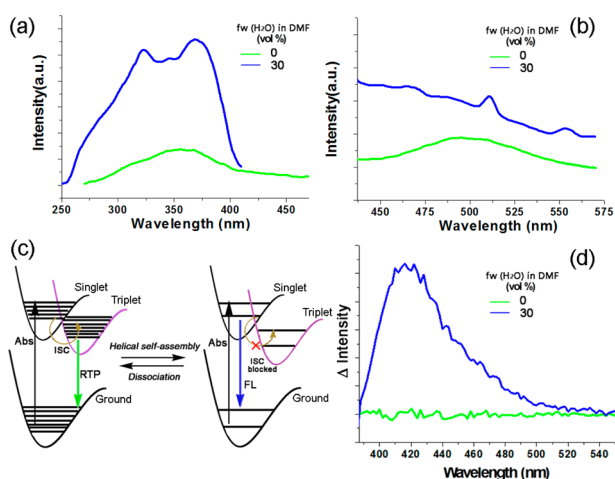 (a)
fw (H₂O) in DMF
(vol %)
0
30
Intensity(a.u.)
250 300 350 400 450
Wavelength (nm)
(b)
fw (H₂O) in DMF
(vol %)
0
30
Intensity(a.u.)
450 475 500 525 550 575
Wavelength (nm)
(c)
Singlet
Triplet
Abs
ISC
RTP
Ground
Helical self-assembly
Dissociation
Singlet
Triplet
Abs
ISC
blocked
FL
Ground
(d)
fw (H₂O) in DMF
(vol %)
0
30
Δ Intensity
400 420 440 460 480 500 520 540
Wavelength (nm)